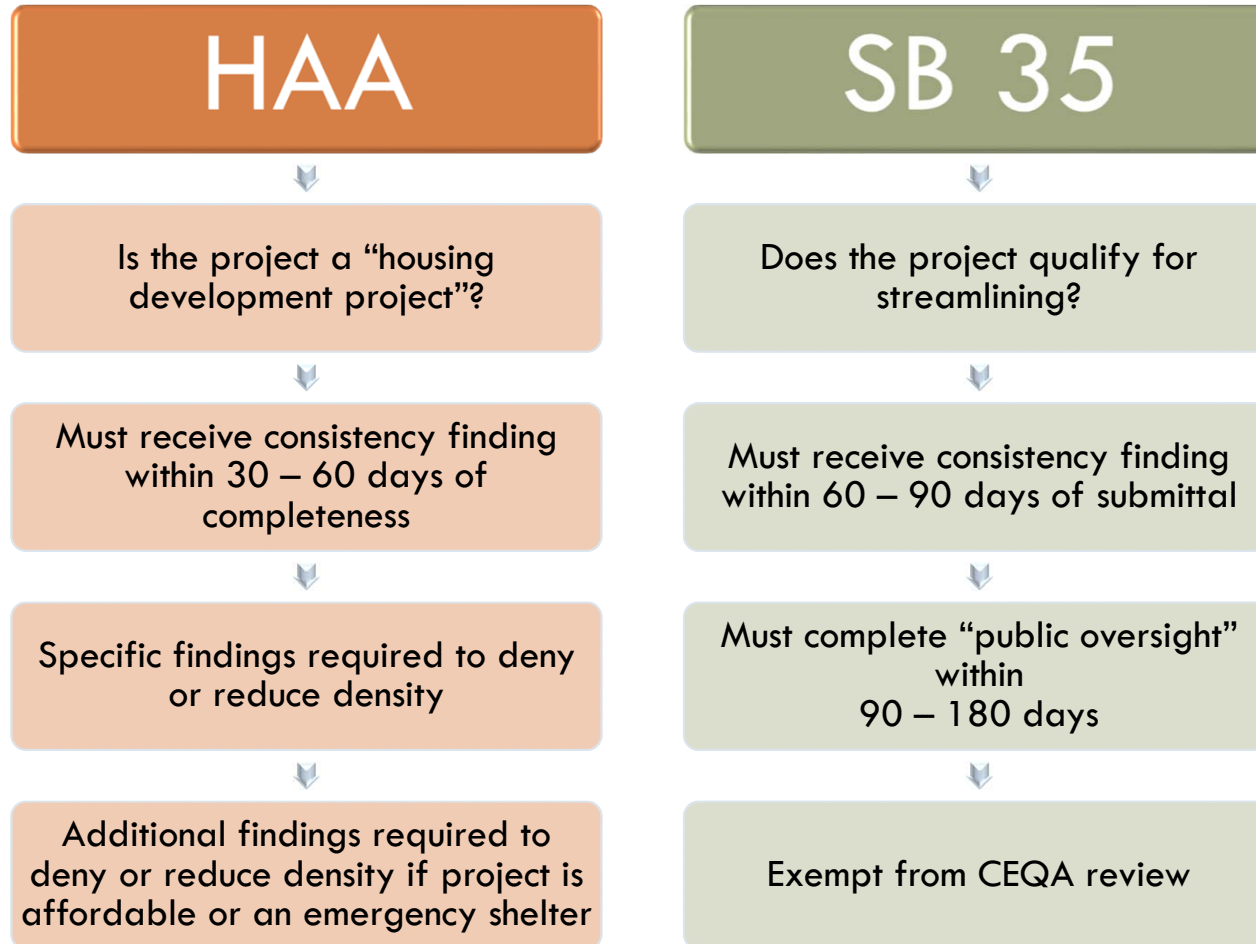 HAA
Is the project a “housing
development project”?
Must receive consistency finding
within 30 – 60 days of
completeness
Specific findings required to deny
or reduce density
Additional findings required to
deny or reduce density if project is
affordable or an emergency shelter
SB 35
Does the project qualify for
streamlining?
Must receive consistency finding
within 60 – 90 days of submittal
Must complete “public oversight”
within
90 – 180 days
Exempt from CEQA review